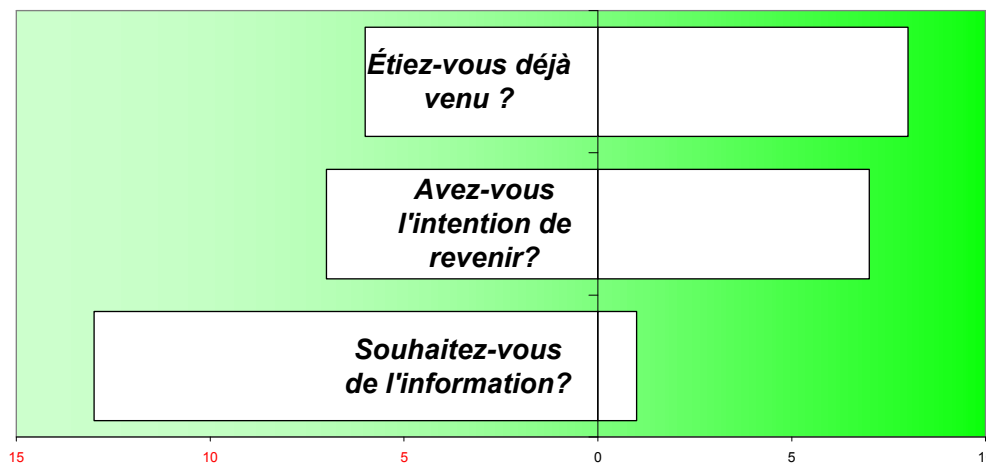 Étiez-vous déjà
venu ?
Avez-vous
l'intention de
revenir?
Souhaitez-vous
de l'information?
15 10 5 0 5 1